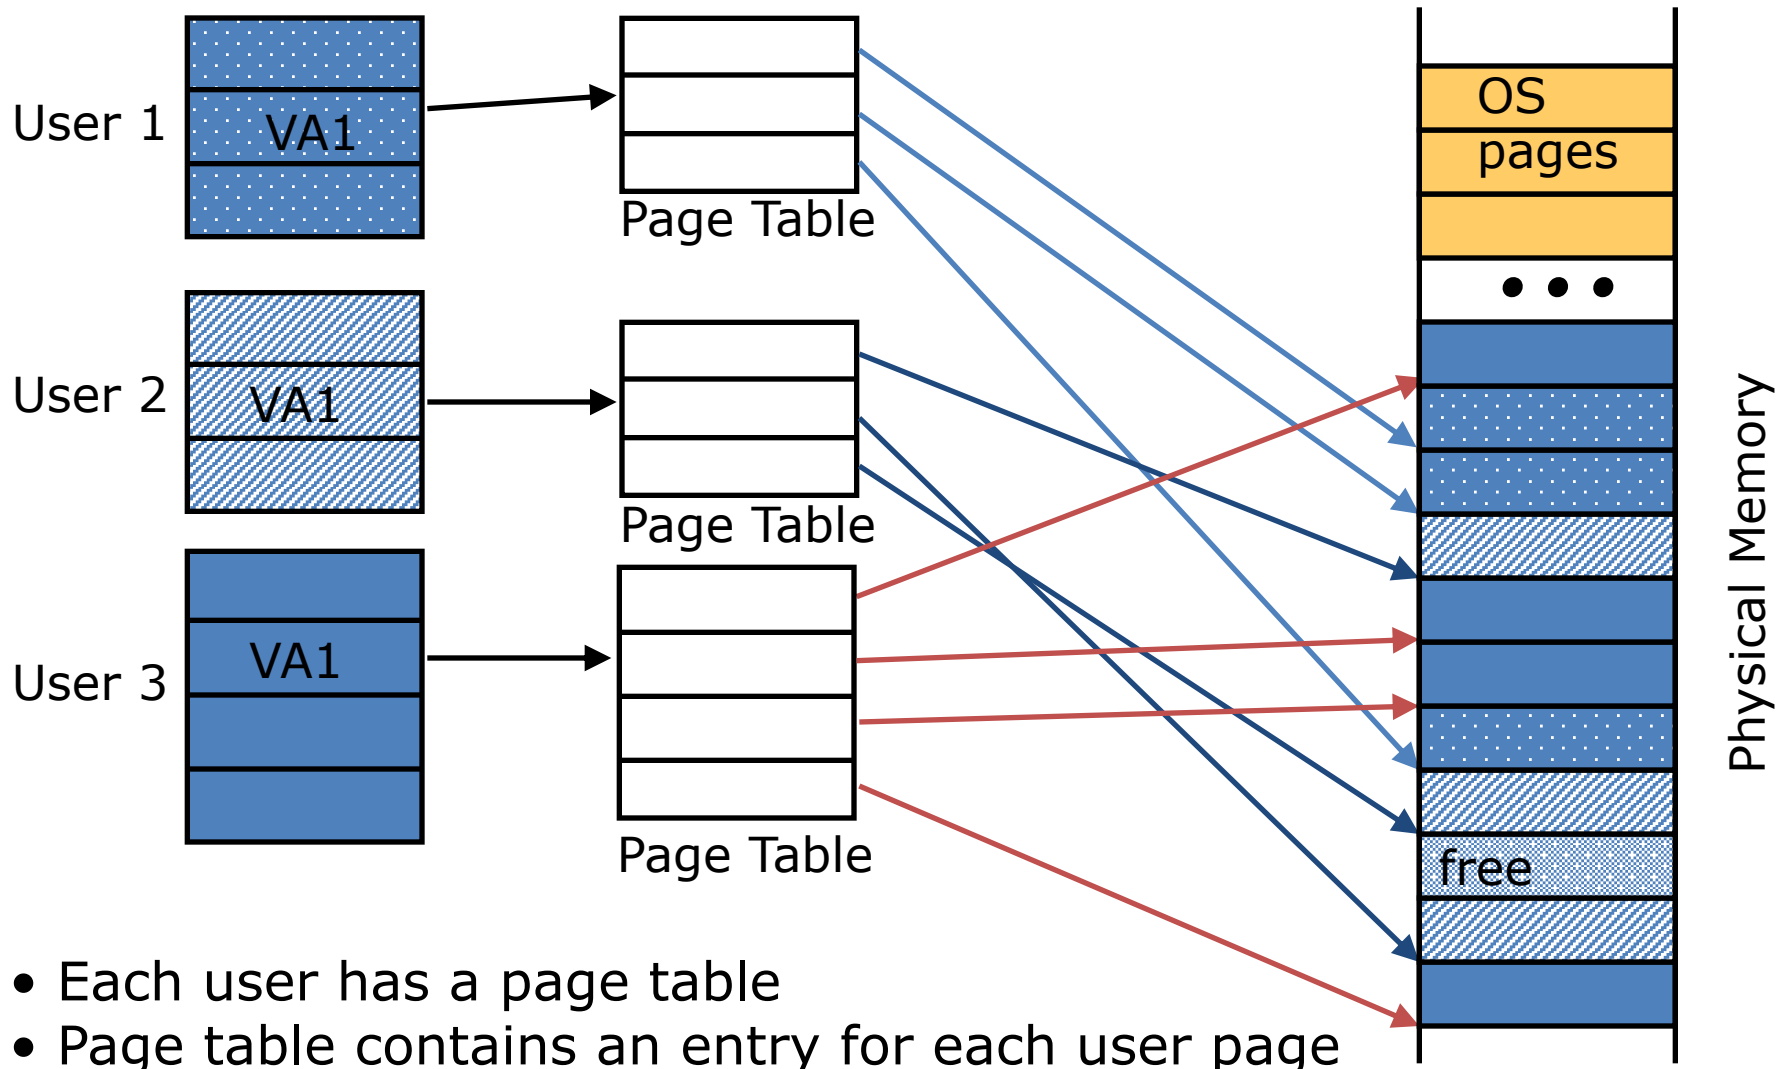 User 1
VA1
Page Table
User 2
VA1
Page Table
User 3
VA1
Page Table
OS
pages
free
Physical Memory
• Each user has a page table
• Page table contains an entry for each user page